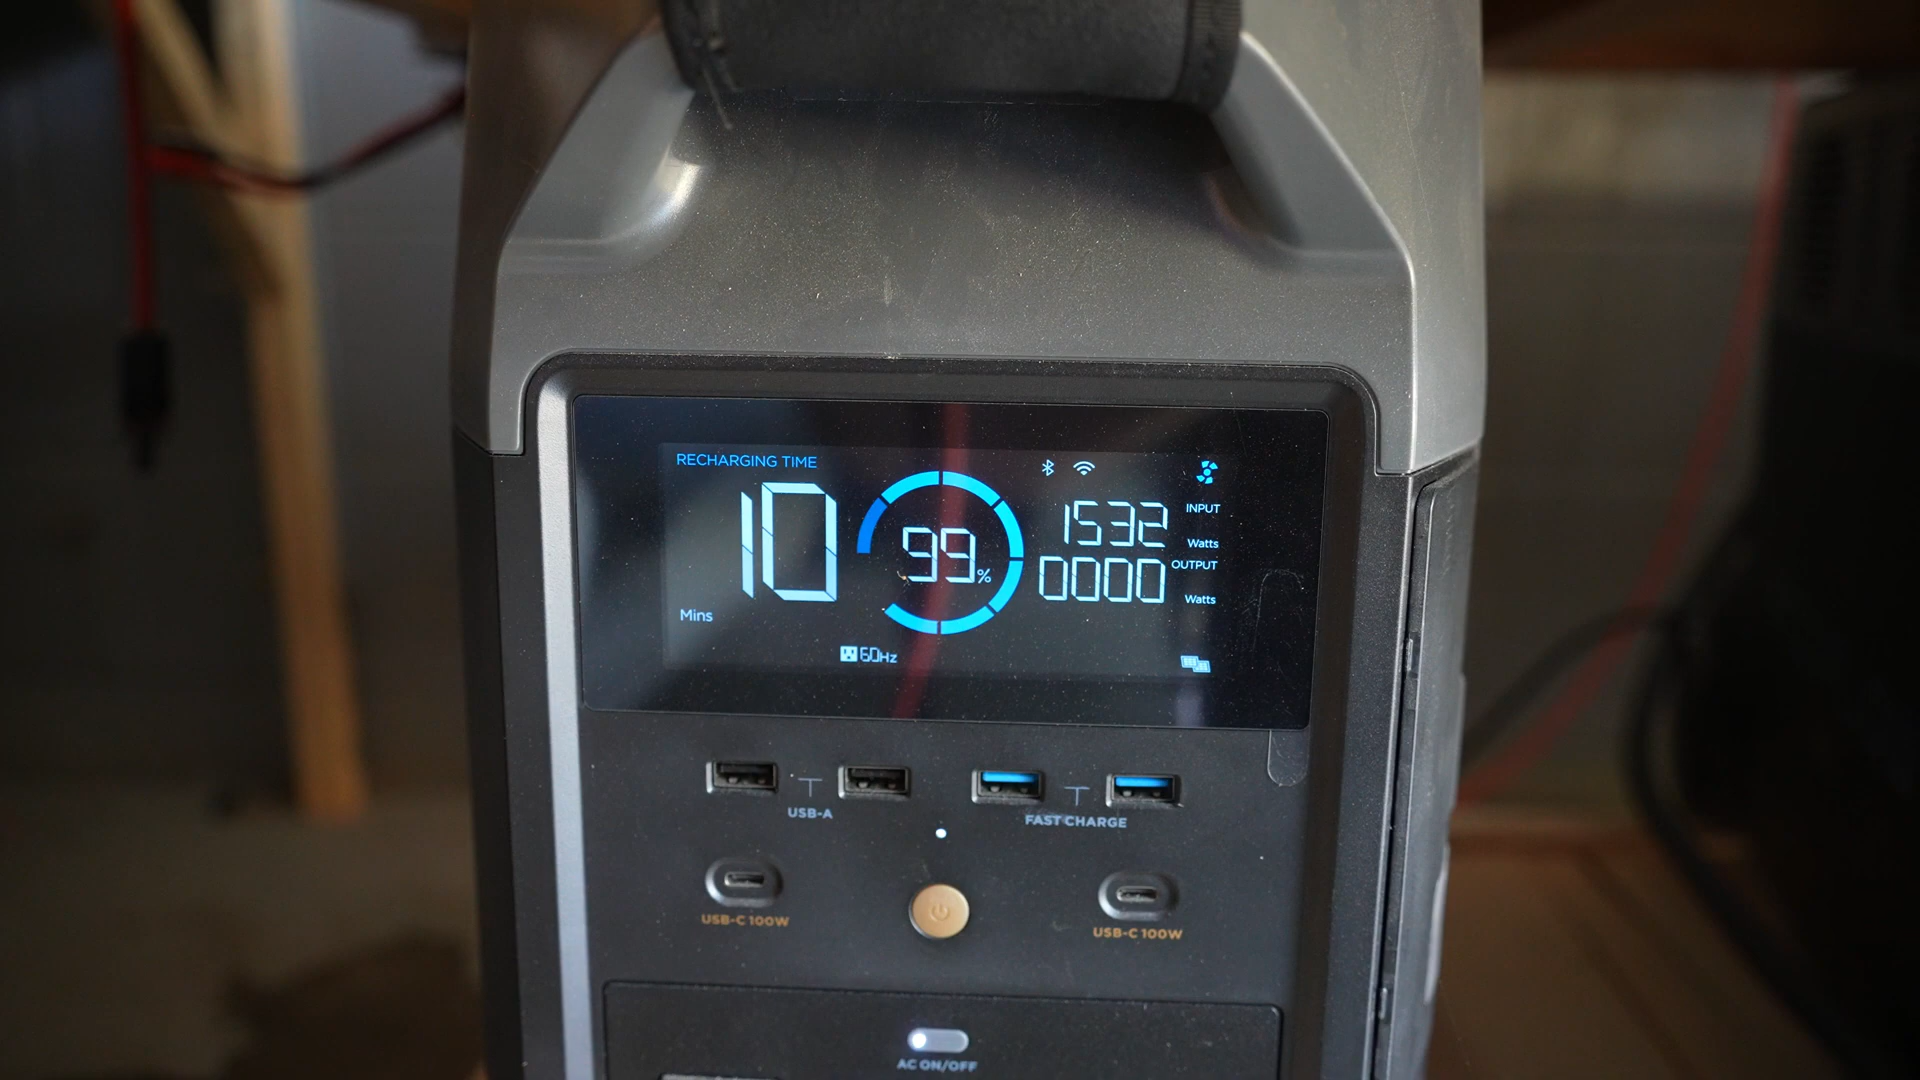 RECHARGING TIME
10
Mins
99%
1532
INPUT
Watts
0000
OUTPUT
Watts
60Hz
USB-A
FAST CHARGE
USB-C 100W
USB-C 100W
AC ON/OFF